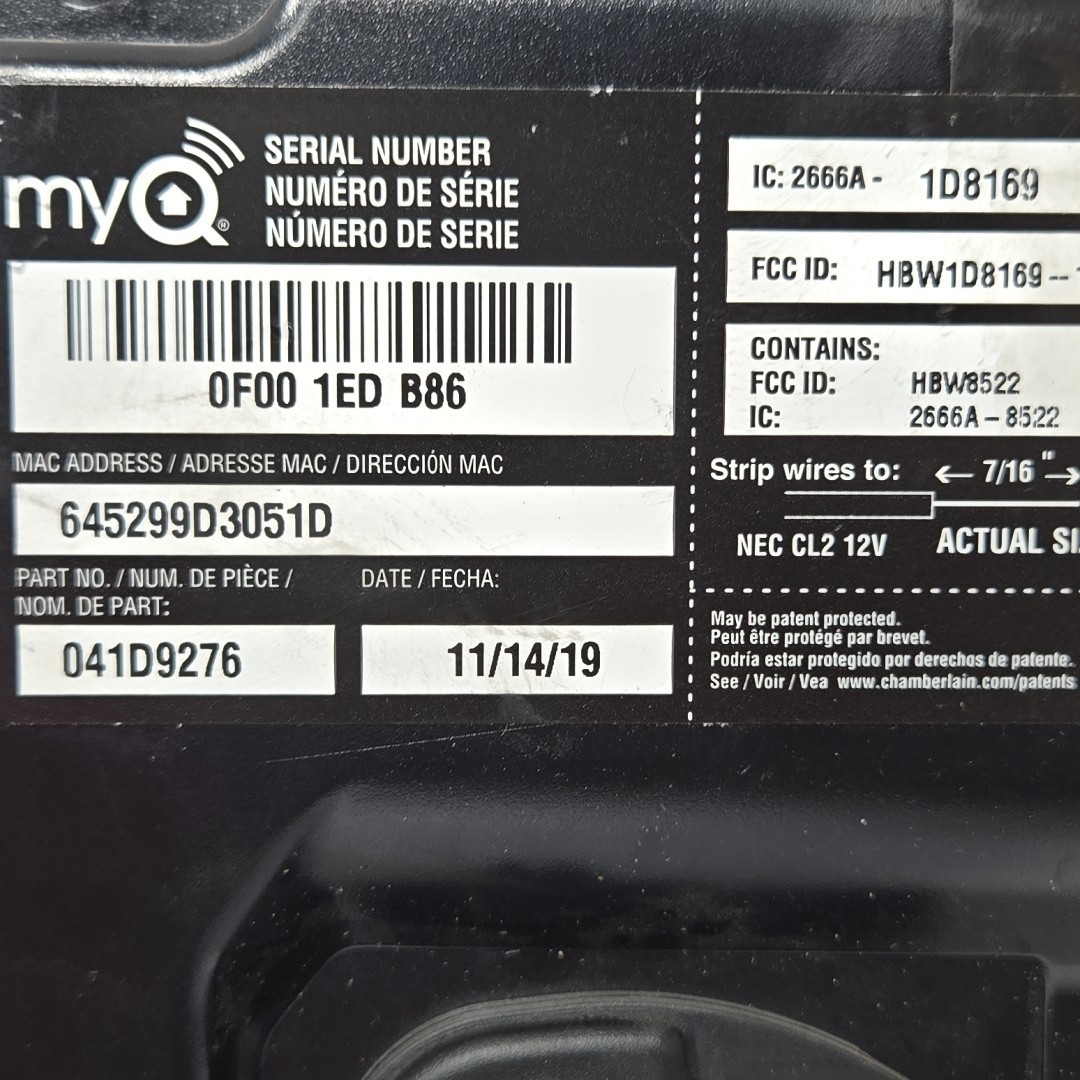 myQ®
SERIAL NUMBER
NUMÉRO DE SÉRIE
NÚMERO DE SERIE
0F00 1ED B86
MAC ADDRESS / ADRESSE MAC / DIRECCIÓN MAC
645299D3051D
PART NO. / NUM. DE PIÈCE /
NOM. DE PART:
041D9276
DATE / FECHA:
11/14/19
IC: 2666A - 1D8169
FCC ID: HBW1D8169--
CONTAINS:
FCC ID: HBW8522
IC: 2666A-8522
Strip wires to: ← 7/16 " →
NEC CL2 12V
ACTUAL
May be patent protected.
Peut être protégé par brevet.
Podría estar protegido por derechos de patente.
See / Voir / Vea www.chamberlain.com/patents